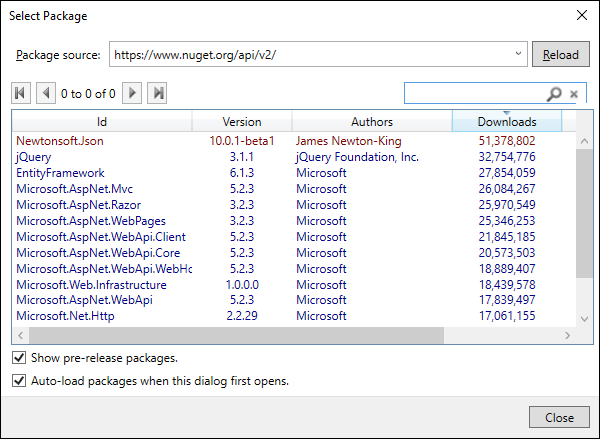 Select Package
Package source: https://www.nuget.org/api/v2/ Reload
0 to 0 of 0
Id Version Authors Downloads
Newtonsoft.Json 10.0.1-beta1 James Newton-King 51,378,802
jQuery 3.1.1 jQuery Foundation, Inc. 32,754,776
EntityFramework 6.1.3 Microsoft 27,854,059
Microsoft.AspNet.Mvc 5.2.3 Microsoft 26,084,267
Microsoft.AspNet.Razor 3.2.3 Microsoft 25,970,549
Microsoft.AspNet.WebPages 3.2.3 Microsoft 25,346,253
Microsoft.AspNet.WebApi.Client 5.2.3 Microsoft 21,845,185
Microsoft.AspNet.WebApi.Core 5.2.3 Microsoft 20,573,503
Microsoft.AspNet.WebApi.WebHo 5.2.3 Microsoft 18,889,407
Microsoft.Web.Infrastructure 1.0.0.0 Microsoft 18,439,578
Microsoft.AspNet.WebApi 5.2.3 Microsoft 17,839,497
Microsoft.Net.Http 2.2.29 Microsoft 17,061,155
Show pre-release packages.
Auto-load packages when this dialog first opens.
Close